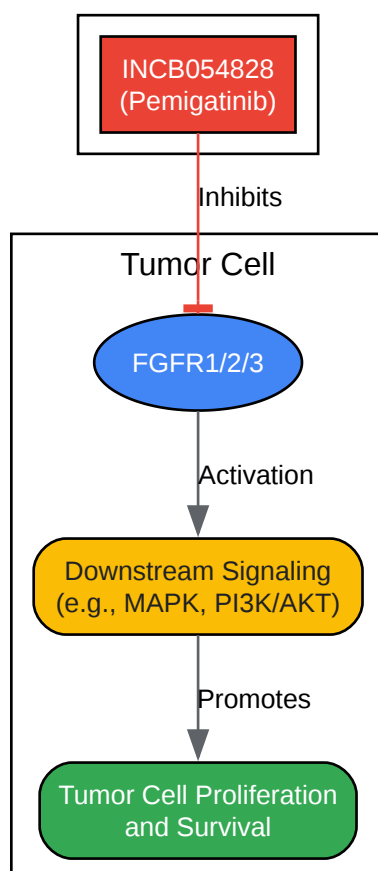 INCB054828
(Pemigatinib)
Inhibits
Tumor Cell
FGFR1/2/3
Activation
Downstream Signaling
(e.g., MAPK, PI3K/AKT)
Promotes
Tumor Cell Proliferation
and Survival